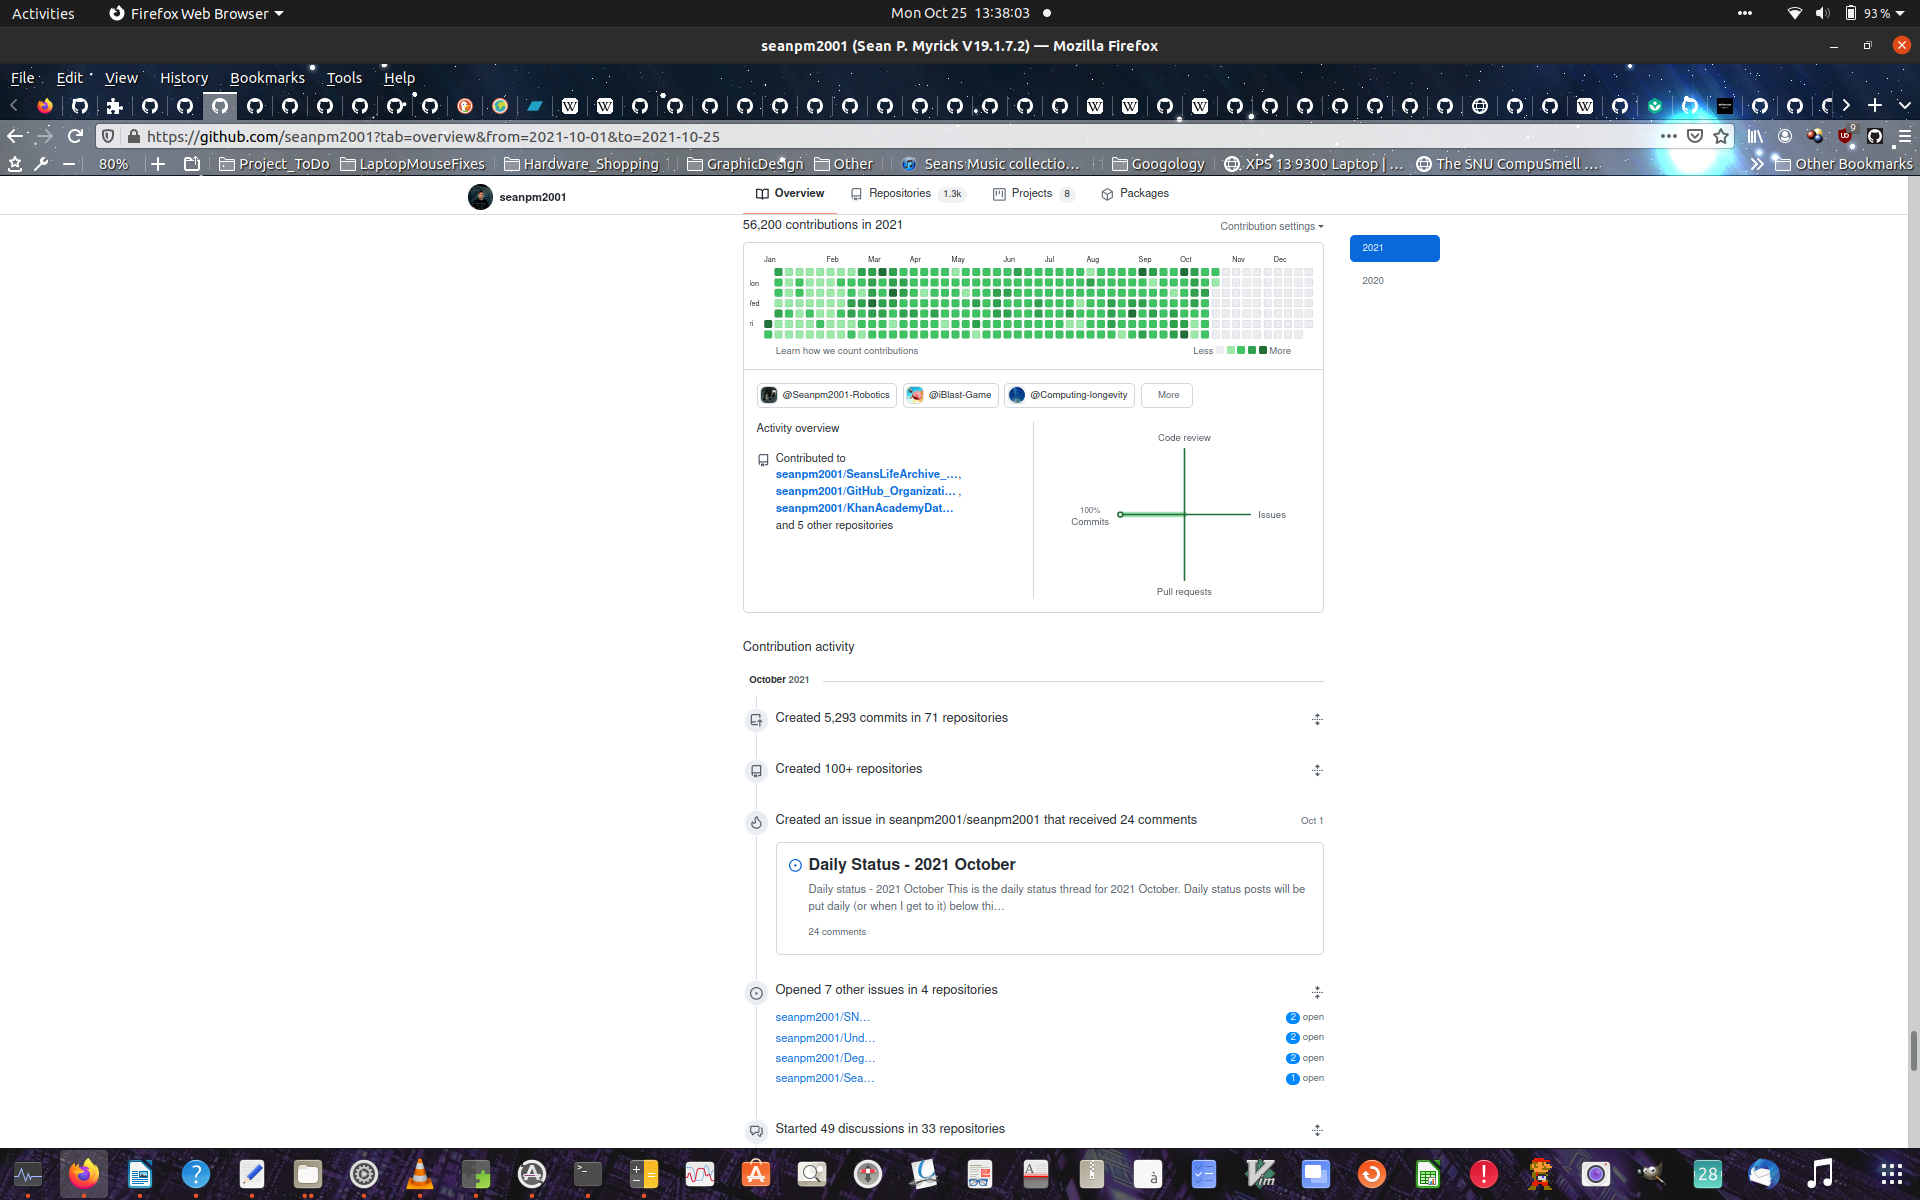 Activities
Firefox Web Browser
Mon Oct 25 13:38:03
93 %
seanpm2001 (Sean P. Myrick V19.1.7.2) — Mozilla Firefox
File Edit View History Bookmarks Tools Help
https://github.com/seanpm2001?tab=overview&from=2021-10-01&to=2021-10-25
9
80%
Project_ToDo
LaptopMouseFixes
Hardware_Shopping
GraphicDesign
Other
Seans Music collectio…
Googology
XPS 13 9300 Laptop | …
The SNU CompuSmell …
Other Bookmarks
seanpm2001
Overview
Repositories 1.3k
Projects 8
Packages
56,200 contributions in 2021
Contribution settings
2021
2020
Jan Feb Mar Apr May Jun Jul Aug Sep Oct Nov Dec
Learn how we count contributions
Less More
@Seanpm2001-Robotics
@iBlast-Game
@Computing-longevity
More
Activity overview
Contributed to
seanpm2001/SeansLifeArchive_…,
seanpm2001/GitHub_Organizati… ,
seanpm2001/KhanAcademyDat…
and 5 other repositories
Code review
100%
Commits
Issues
Pull requests
Contribution activity
October 2021
Created 5,293 commits in 71 repositories
Created 100+ repositories
Created an issue in seanpm2001/seanpm2001 that received 24 comments
Oct 1
Daily Status - 2021 October
Daily status - 2021 October This is the daily status thread for 2021 October. Daily status posts will be
put daily (or when I get to it) below thi…
24 comments
Opened 7 other issues in 4 repositories
seanpm2001/SN… 2 open
seanpm2001/Und… 2 open
seanpm2001/Deg… 2 open
seanpm2001/Sea… 1 open
Started 49 discussions in 33 repositories
28